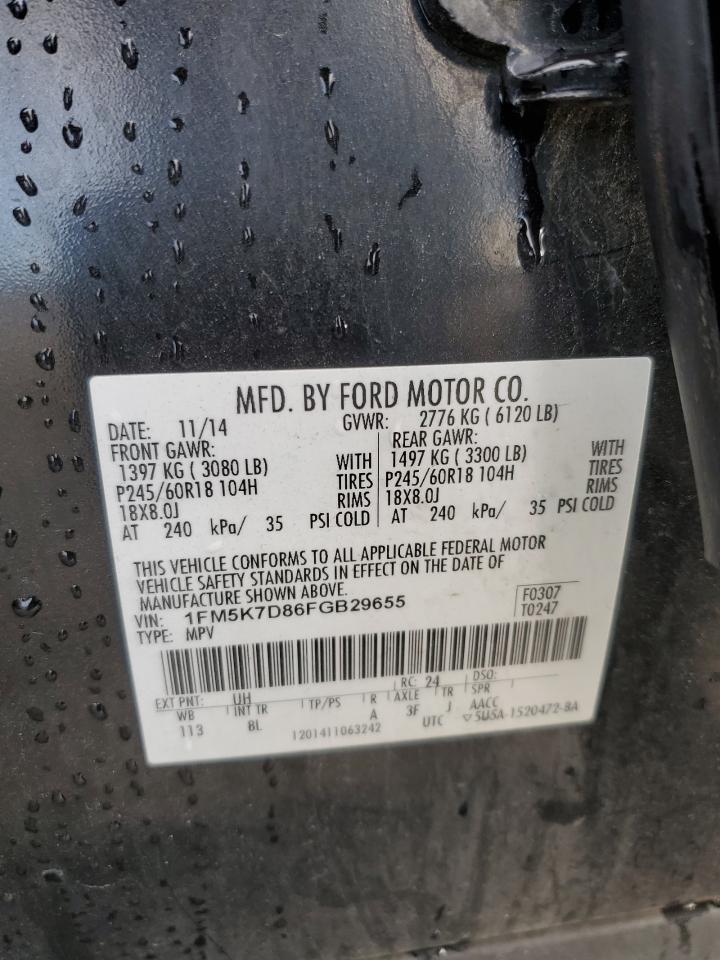 MFD. BY FORD MOTOR CO.
DATE: 11/14 GVWR: 2776 KG ( 6120 LB)
FRONT GAWR: REAR GAWR:
1397 KG ( 3080 LB) WITH 1497 KG ( 3300 LB) WITH
P245/60R18 104H TIRES P245/60R18 104H TIRES
18X8.0J RIMS 18X8.0J RIMS
AT 240 kPa/ 35 PSI COLD AT 240 kPa/ 35 PSI COLD
THIS VEHICLE CONFORMS TO ALL APPLICABLE FEDERAL MOTOR
VEHICLE SAFETY STANDARDS IN EFFECT ON THE DATE OF
MANUFACTURE SHOWN ABOVE.
VIN: 1FM5K7D86FGB29655 F0307
TYPE: MPV T0247
EXT PNT: UH RC: 24 DSO:
WB INT TR TP/PS R AXLE TR SPR
113 BL A 3F J AACC
1201411063242 UTC ▽5U5A-1520472-BA